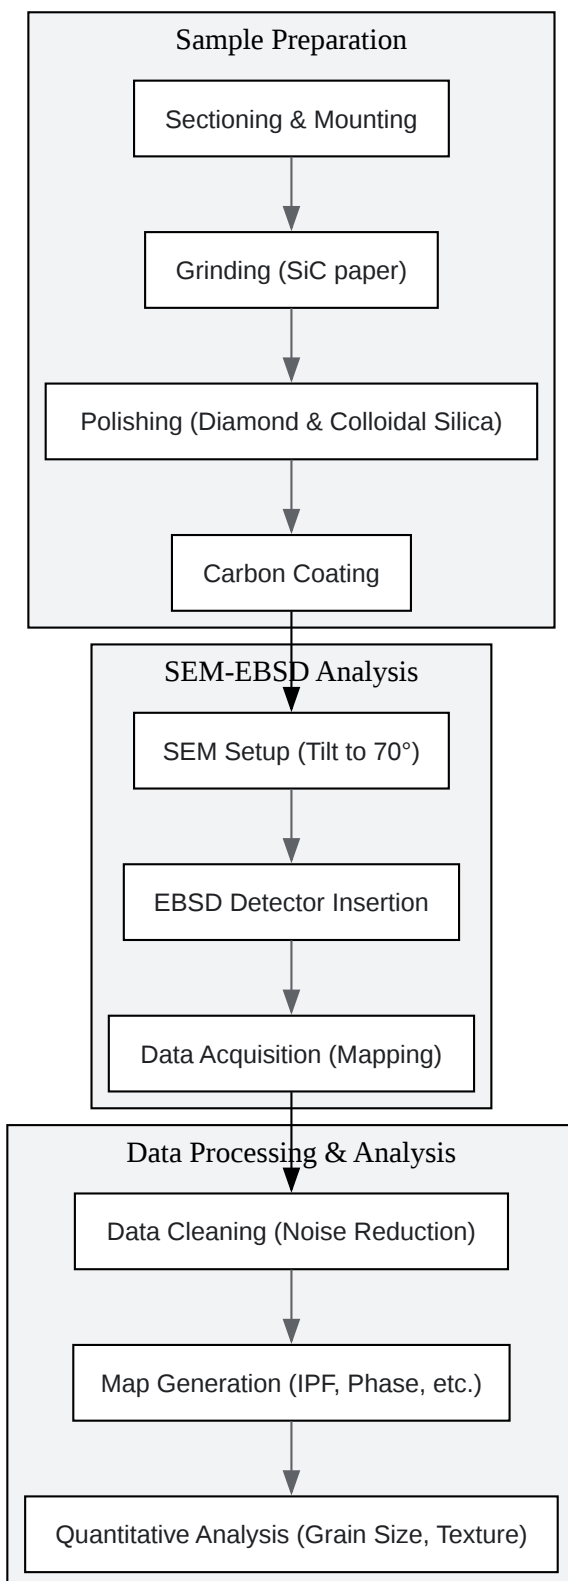 Sample Preparation
Sectioning & Mounting
Grinding (SiC paper)
Polishing (Diamond & Colloidal Silica)
Carbon Coating
SEM-EBSD Analysis
SEM Setup (Tilt to 70°)
EBSD Detector Insertion
Data Acquisition (Mapping)
Data Processing & Analysis
Data Cleaning (Noise Reduction)
Map Generation (IPF, Phase, etc.)
Quantitative Analysis (Grain Size, Texture)